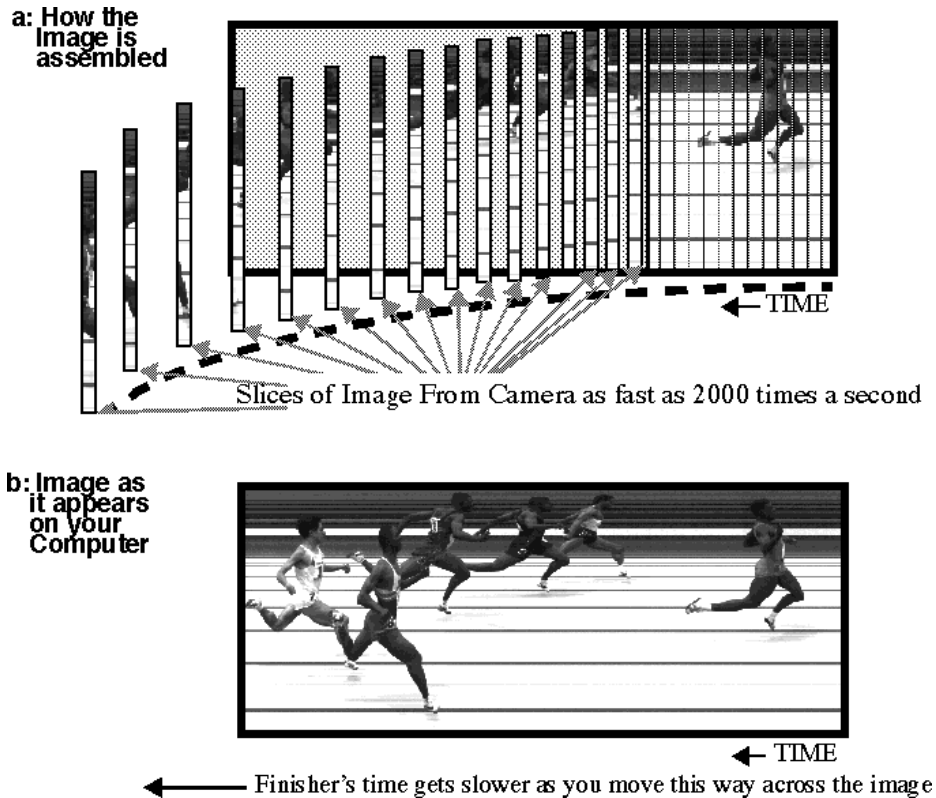 a: How the
Image is
assembled
TIME
Slices of Image From Camera as fast as 2000 times a second
b: Image as
it appears
on your
Computer
TIME
Finisher's time gets slower as you move this way across the image